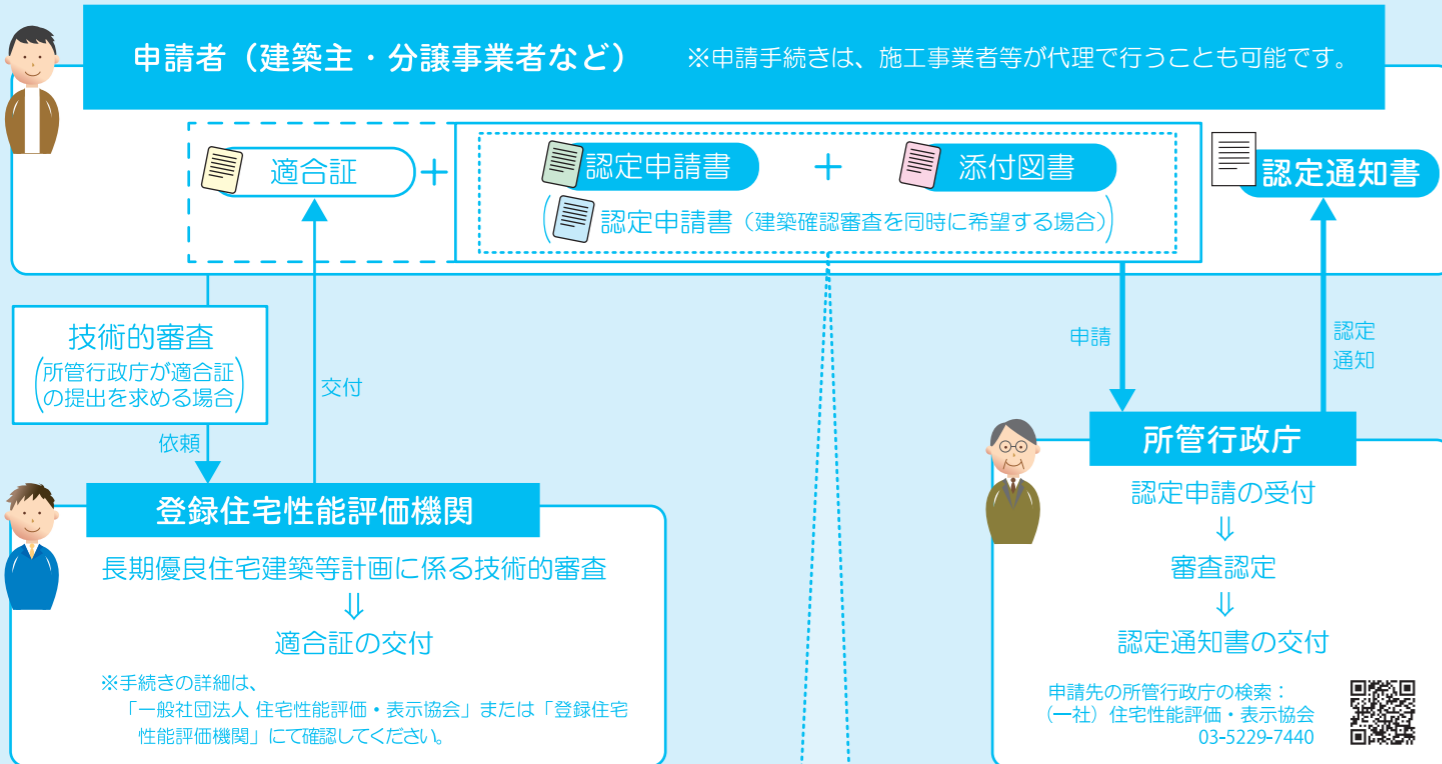 申請者（建築主・分譲事業者など）　※申請手続きは、施工事業者等が代理で行うことも可能です。
適合証
+
認定申請書
+
添付図書
（認定申請書（建築確認審査を同時に希望する場合））
認定通知書
技術的審査
（所管行政庁が適合証
の提出を求める場合）
依頼
交付
申請
認定
通知
登録住宅性能評価機関
長期優良住宅建築等計画に係る技術的審査
⇓
適合証の交付
※手続きの詳細は、
「一般社団法人 住宅性能評価・表示協会」または「登録住宅
性能評価機関」にて確認してください。
所管行政庁
認定申請の受付
⇓
審査認定
⇓
認定通知書の交付
申請先の所管行政庁の検索：
（一社）住宅性能評価・表示協会
03-5229-7440